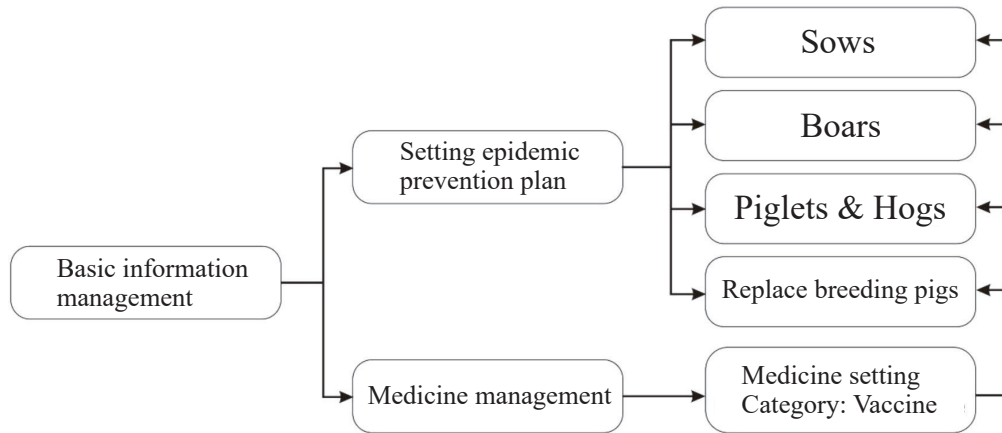 Sows
Boars
Setting epidemic
prevention plan
Piglets & Hogs
Basic information
management
Replace breeding pigs
Medicine management
Medicine setting
Category: Vaccine